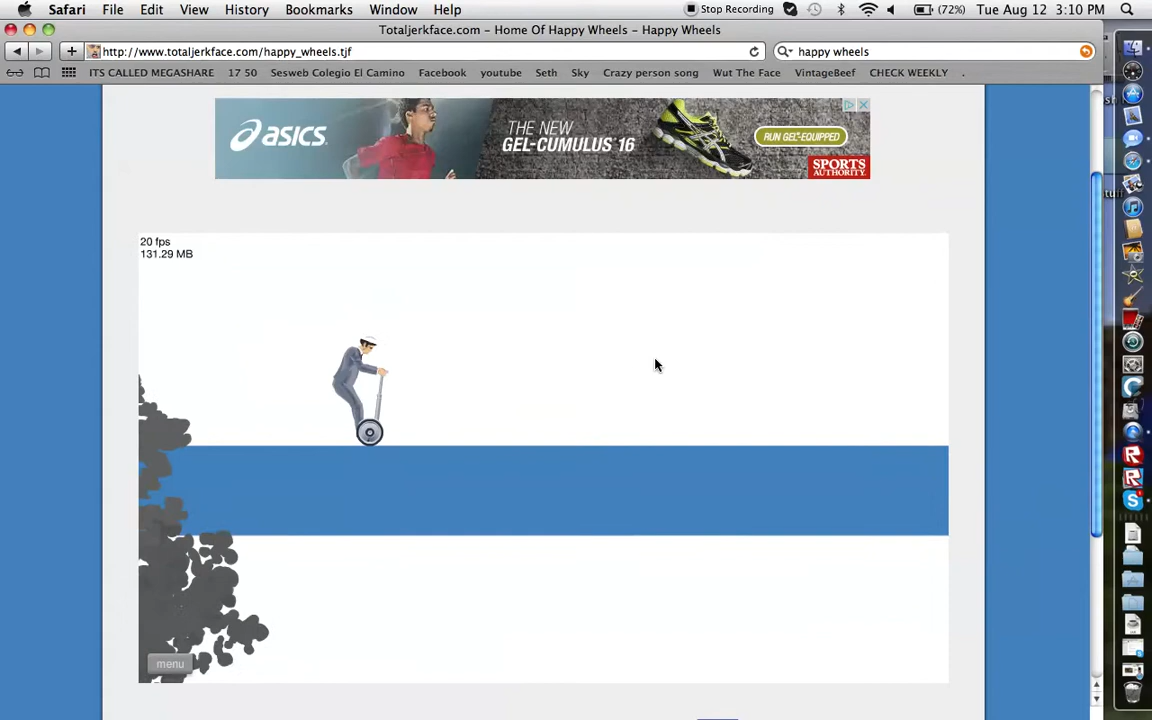 Safari File Edit View History Bookmarks Window Help Stop Recording (72%) Tue Aug 12 3:10 PM
Totaljerkface.com – Home Of Happy Wheels – Happy Wheels
http://www.totaljerkface.com/happy_wheels.tjf happy wheels
ITS CALLED MEGASHARE 17 50 Sesweb Colegio El Camino Facebook youtube Seth Sky Crazy person song Wut The Face VintageBeef CHECK WEEKLY .
asics
THE NEW
GEL-CUMULUS 16
RUN GEL-EQUIPPED
SPORTS
AUTHORITY.
20 fps
131.29 MB
menu